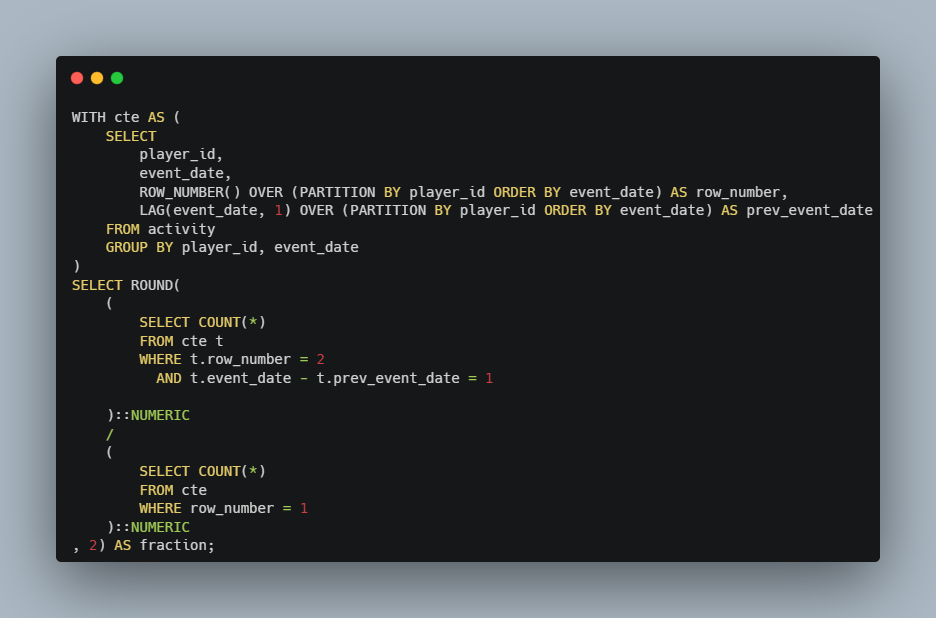 WITH cte AS (
    SELECT
        player_id,
        event_date,
        ROW_NUMBER() OVER (PARTITION BY player_id ORDER BY event_date) AS row_number,
        LAG(event_date, 1) OVER (PARTITION BY player_id ORDER BY event_date) AS prev_event_date
    FROM activity
    GROUP BY player_id, event_date
)
SELECT ROUND(
    (
        SELECT COUNT(*)
        FROM cte t
        WHERE t.row_number = 2
          AND t.event_date - t.prev_event_date = 1

    )::NUMERIC
    /
    (
        SELECT COUNT(*)
        FROM cte
        WHERE row_number = 1
    )::NUMERIC
, 2) AS fraction;